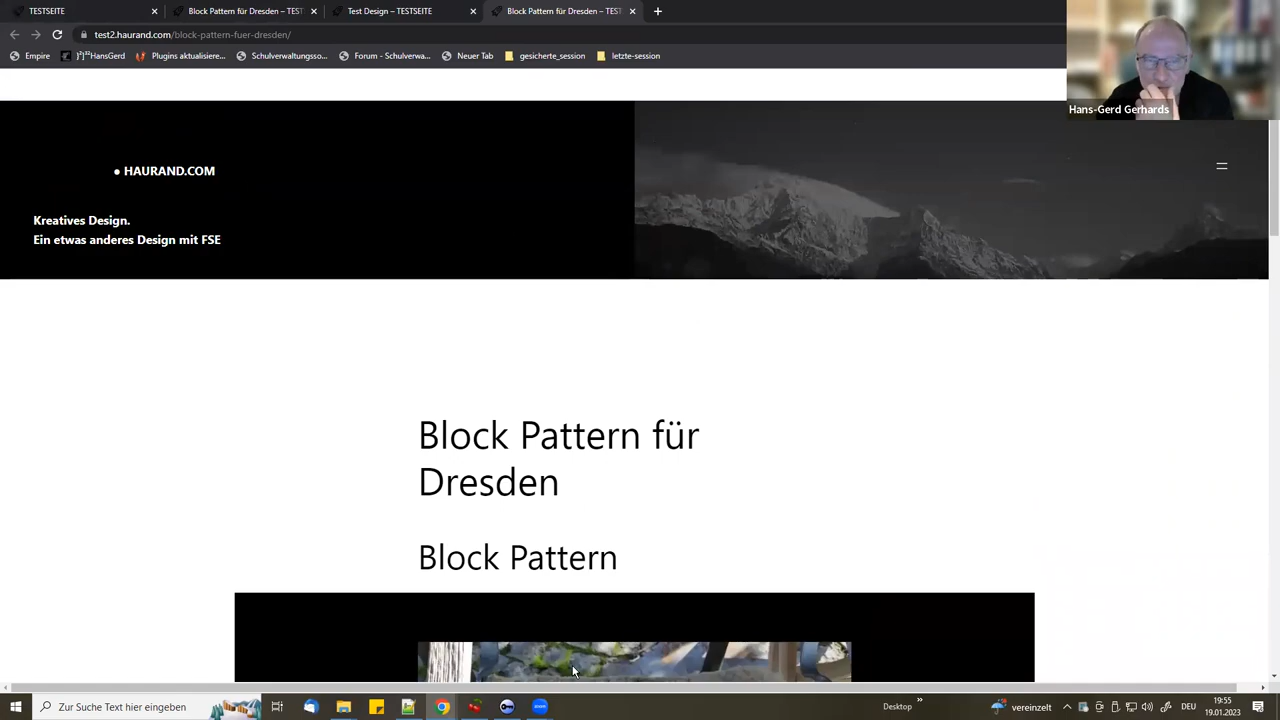 TESTSEITE
Block Pattern für Dresden – TEST
Test Design – TESTSEITE
Block Pattern für Dresden – TEST
test2.haurand.com/block-pattern-fuer-dresden/
Empire
}²)³²HansGerd
Plugins aktualisiere...
Schulverwaltungsso...
Forum - Schulverwa...
Neuer Tab
gesicherte_session
letzte-session
Hans-Gerd Gerhards
● HAURAND.COM
Kreatives Design.
Ein etwas anderes Design mit FSE
Block Pattern für
Dresden
Block Pattern
Zur Suche Text hier eingeben
Desktop
»
vereinzelt
DEU
19:55
19.01.2023